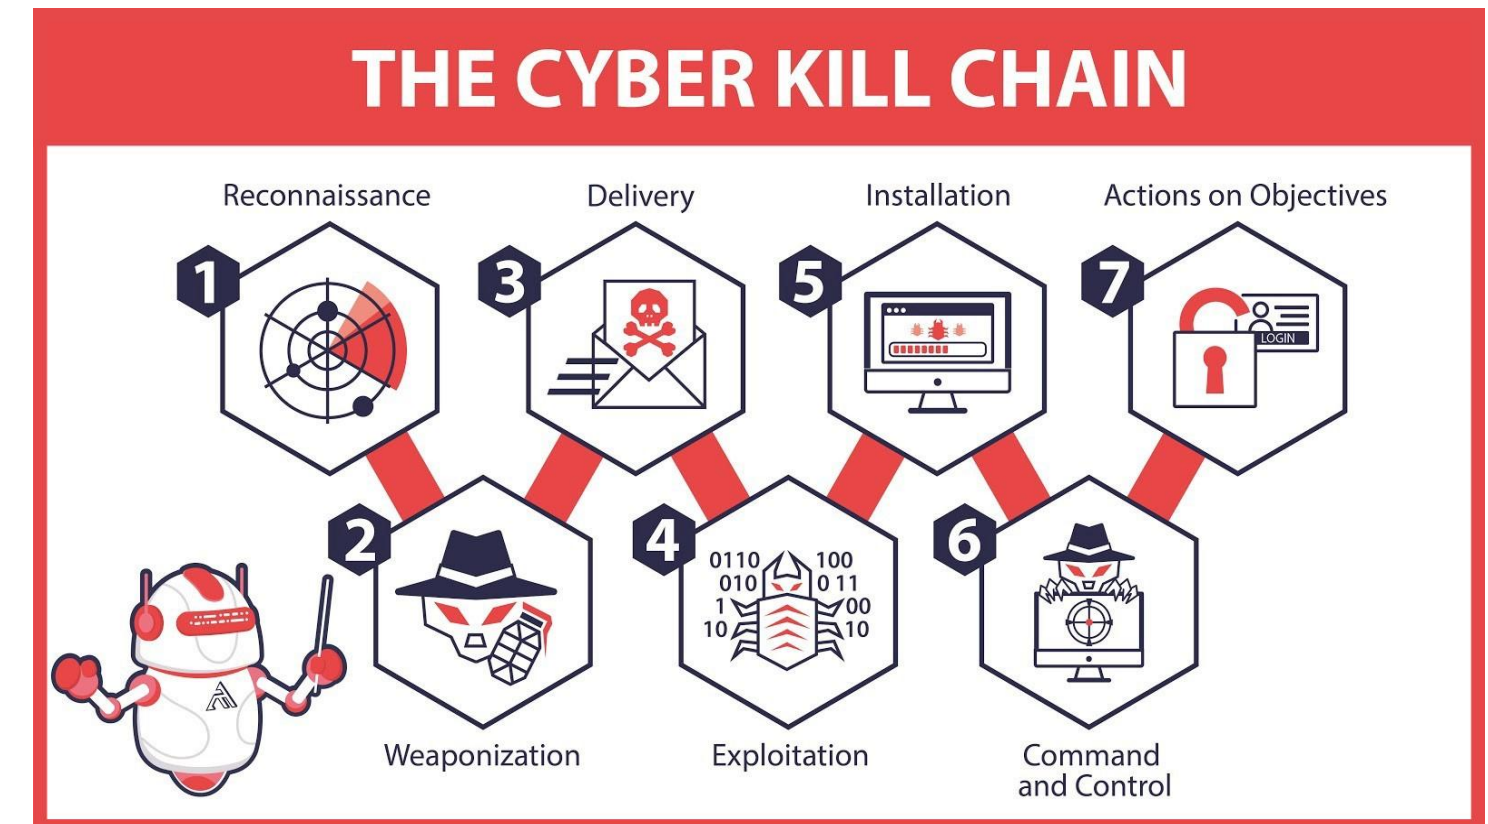 THE CYBER KILL CHAIN
Reconnaissance
1
Weaponization
2
Delivery
3
Exploitation
4
0110 100
010 0 11
1 00
10 10
Installation
5
Command
and Control
6
Actions on Objectives
7
LOGIN